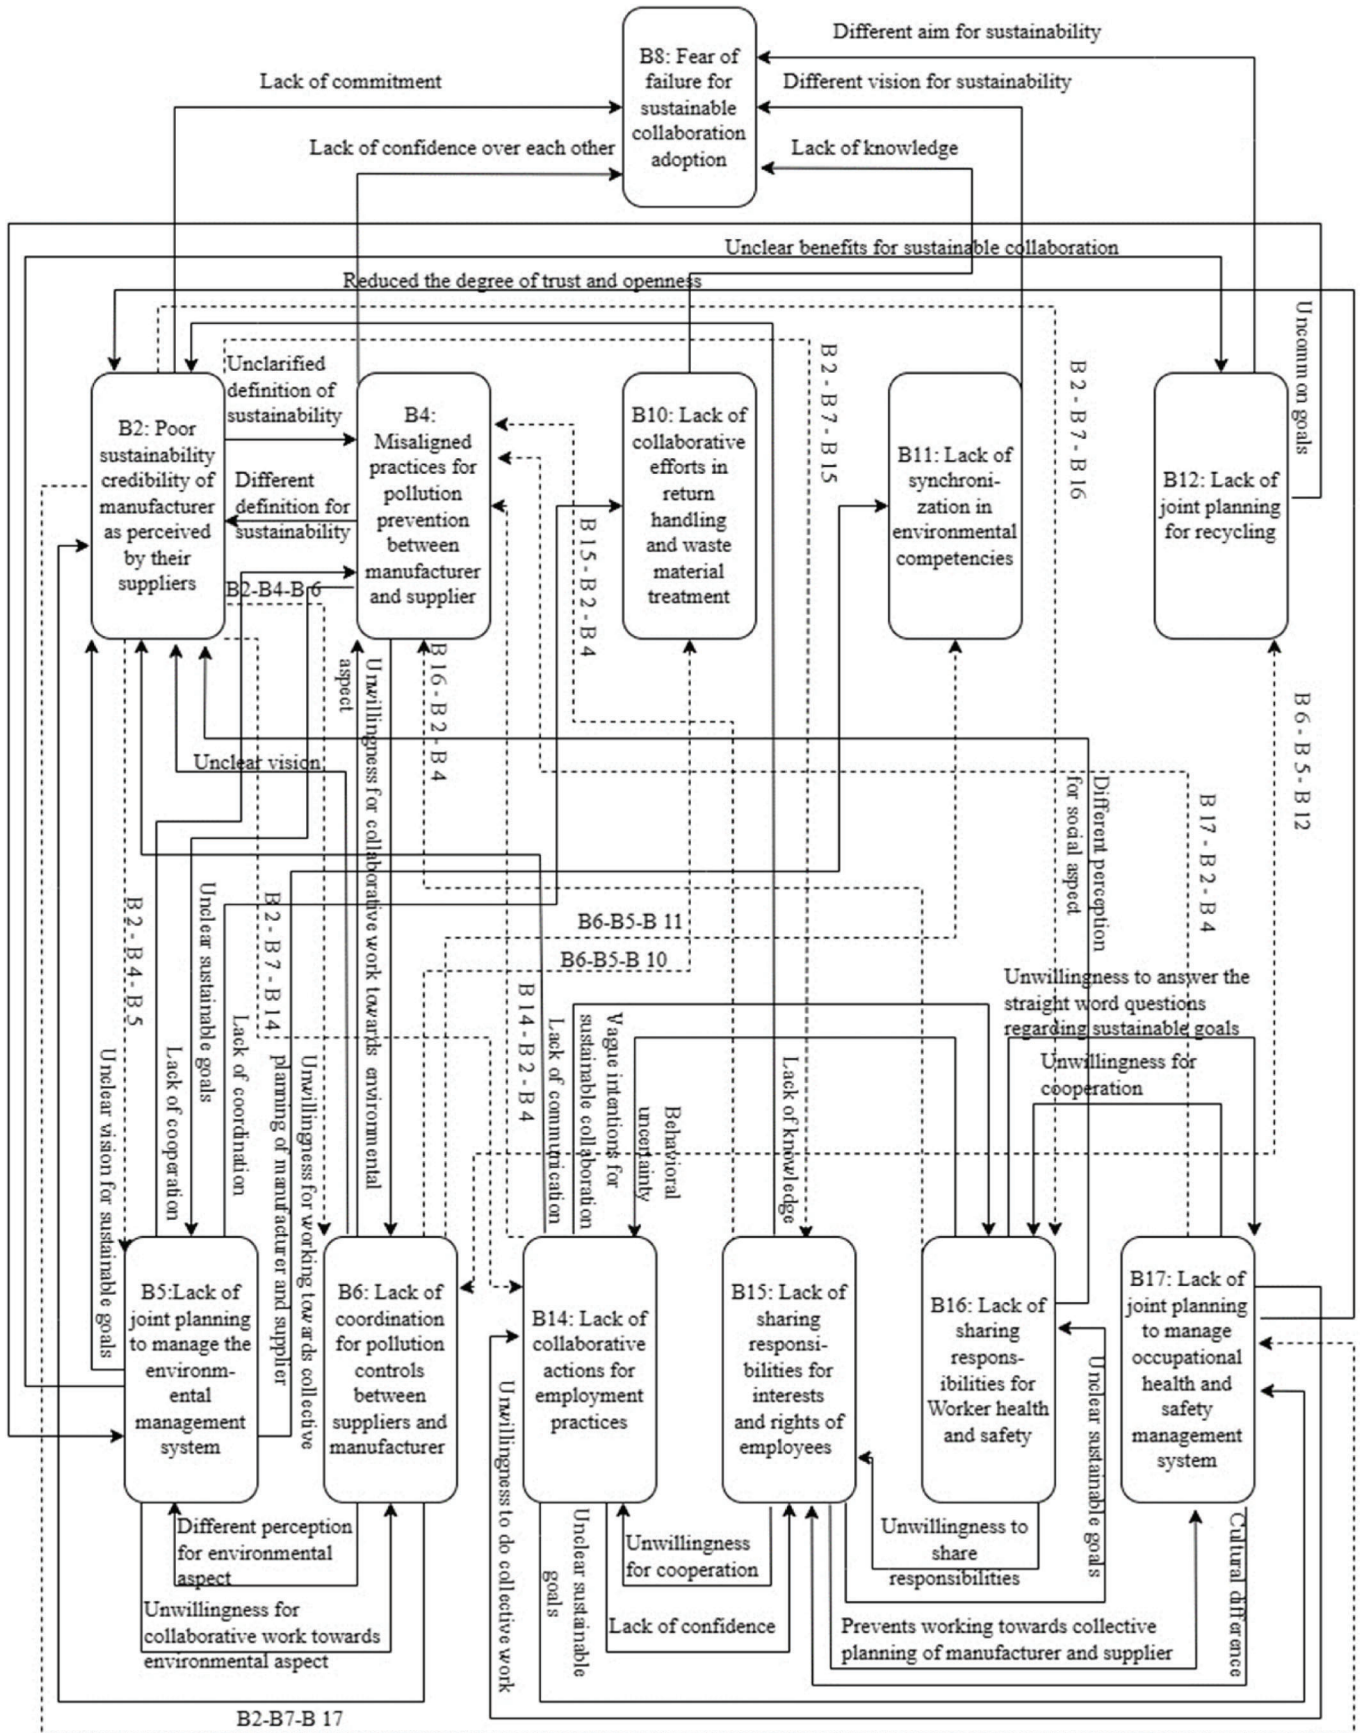 Different aim for sustainability
B8: Fear of
failure for
sustainable
collaboration
adoption
Lack of commitment
Different vision for sustainability
Lack of confidence over each other
Lack of knowledge
Unclear benefits for sustainable collaboration
Reduced the degree of trust and openness
Uncommon goals
Unclarified
definition of
sustainability
B2-B7-B15
B2-B7-B16
B2: Poor
sustainability
credibility of
manufacturer
as perceived
by their
suppliers
Different
definition for
sustainability
B4:
Misaligned
practices for
pollution
prevention
between
manufacturer
and supplier
B10: Lack of
collaborative
efforts in
return
handling
and waste
material
treatment
B11: Lack of
synchroni-
zation in
environmental
competencies
B12: Lack of
joint planning
for recycling
B15-B2-B4
B2-B4-B 6
Unwillingness for collaborative work towards environmental
aspect
B16-B2-B4
B6-B5-B12
Unclear vision
Different perception
for social aspect
B17-B2-B4
B2-B4-B5
Unclear sustainable goals
B2-B7-B14
B6-B5-B 11
B6-B5-B 10
Unwillingness to answer the
straight word questions
regarding sustainable goals
Unwillingness for
cooperation
Unclear vision for sustainable goals
Lack of cooperation
Lack of coordination
Unwillingness for working towards collective
planning of manufacturer and supplier
B14-B2-B4
Lack of communication
Vague intentions for
sustainable collaboration
Behavioral
uncertainty
Lack of knowledge
B5:Lack of
joint planning
to manage the
environm-
ental
management
system
B6: Lack of
coordination
for pollution
controls
between
suppliers and
manufacturer
B14: Lack of
collaborative
actions for
employment
practices
B15: Lack of
sharing
responsi-
bilities for
interests
and rights of
employees
B16: Lack of
sharing
respons-
ibilities for
Worker health
and safety
B17: Lack of
joint planning
to manage
occupational
health and
safety
management
system
Unclear sustainable goals
Different perception
for environmental
aspect
Unwillingness for
collaborative work towards
environmental aspect
Unwillingness to do collective work
Unclear sustainable
goals
Unwillingness
for cooperation
Lack of confidence
Unwillingness to
share
responsibilities
Prevents working towards collective
planning of manufacturer and supplier
Cultural difference
B2-B7-B 17